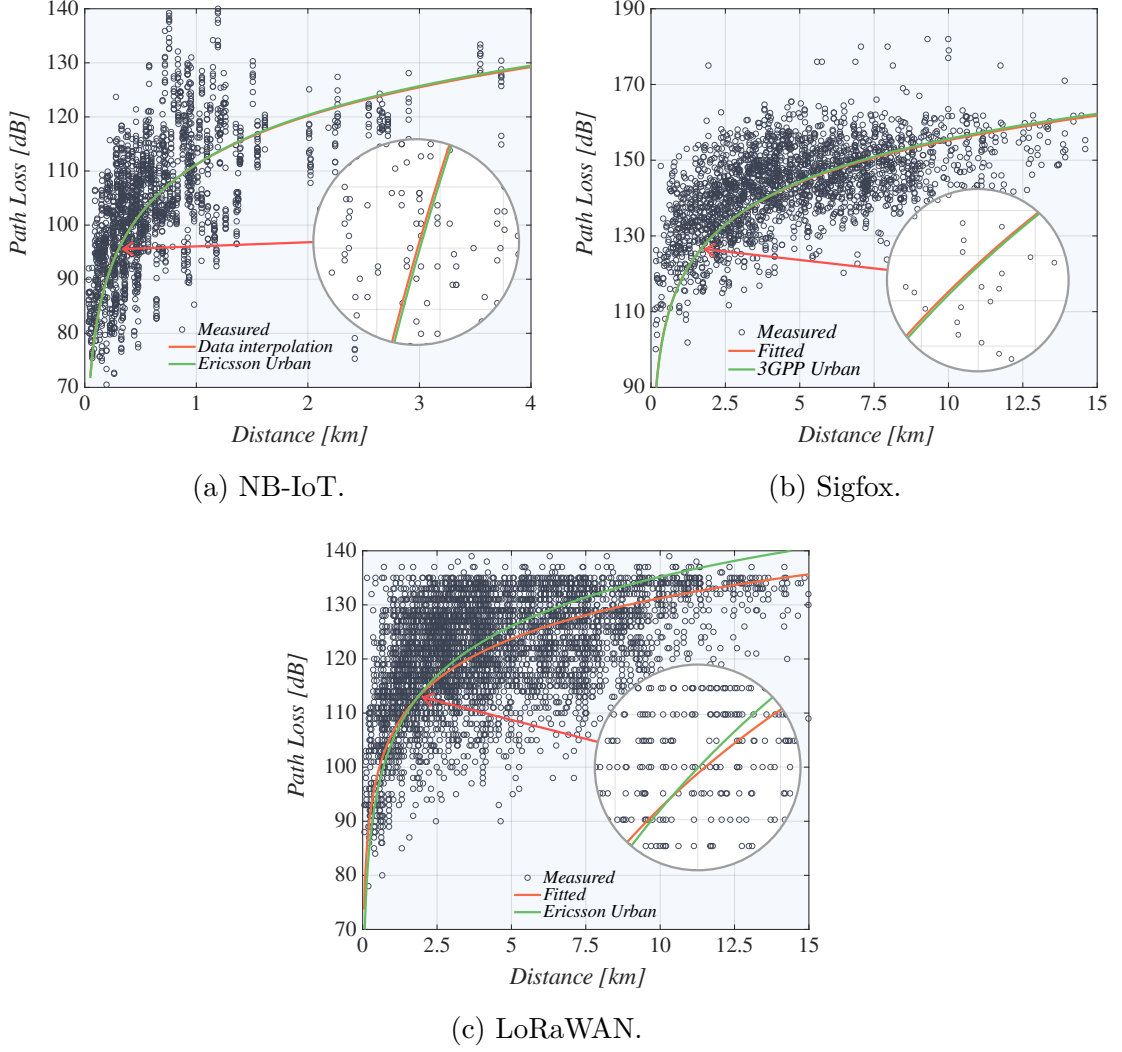 140
130
120
110
100
90
80
70
Path Loss [dB]
Measured
Data interpolation
Ericsson Urban
0
1
2
3
4
Distance [km]
(a) NB-IoT.
190
170
150
130
110
90
Path Loss [dB]
Measured
Fitted
3GPP Urban
0
2.5
5
7.5
10
12.5
15
Distance [km]
(b) Sigfox.
140
130
120
110
100
90
80
70
Path Loss [dB]
Measured
Fitted
Ericsson Urban
0
2.5
5
7.5
10
12.5
15
Distance [km]
(c) LoRaWAN.